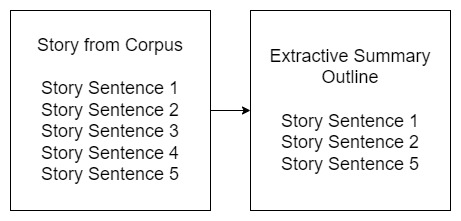 Story from Corpus
Story Sentence 1
Story Sentence 2
Story Sentence 3
Story Sentence 4
Story Sentence 5
Extractive Summary
Outline
Story Sentence 1
Story Sentence 2
Story Sentence 5